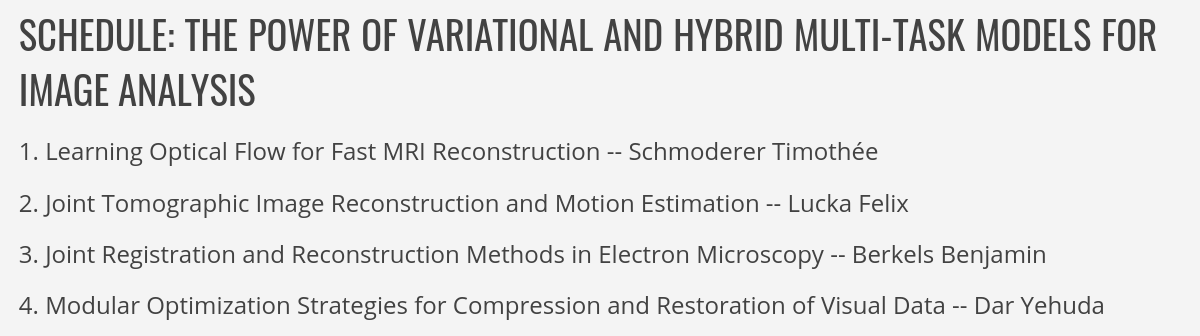 SCHEDULE: THE POWER OF VARIATIONAL AND HYBRID MULTI-TASK MODELS FOR
IMAGE ANALYSIS
1. Learning Optical Flow for Fast MRI Reconstruction -- Schmoderer Timothée
2. Joint Tomographic Image Reconstruction and Motion Estimation -- Lucka Felix
3. Joint Registration and Reconstruction Methods in Electron Microscopy -- Berkels Benjamin
4. Modular Optimization Strategies for Compression and Restoration of Visual Data -- Dar Yehuda